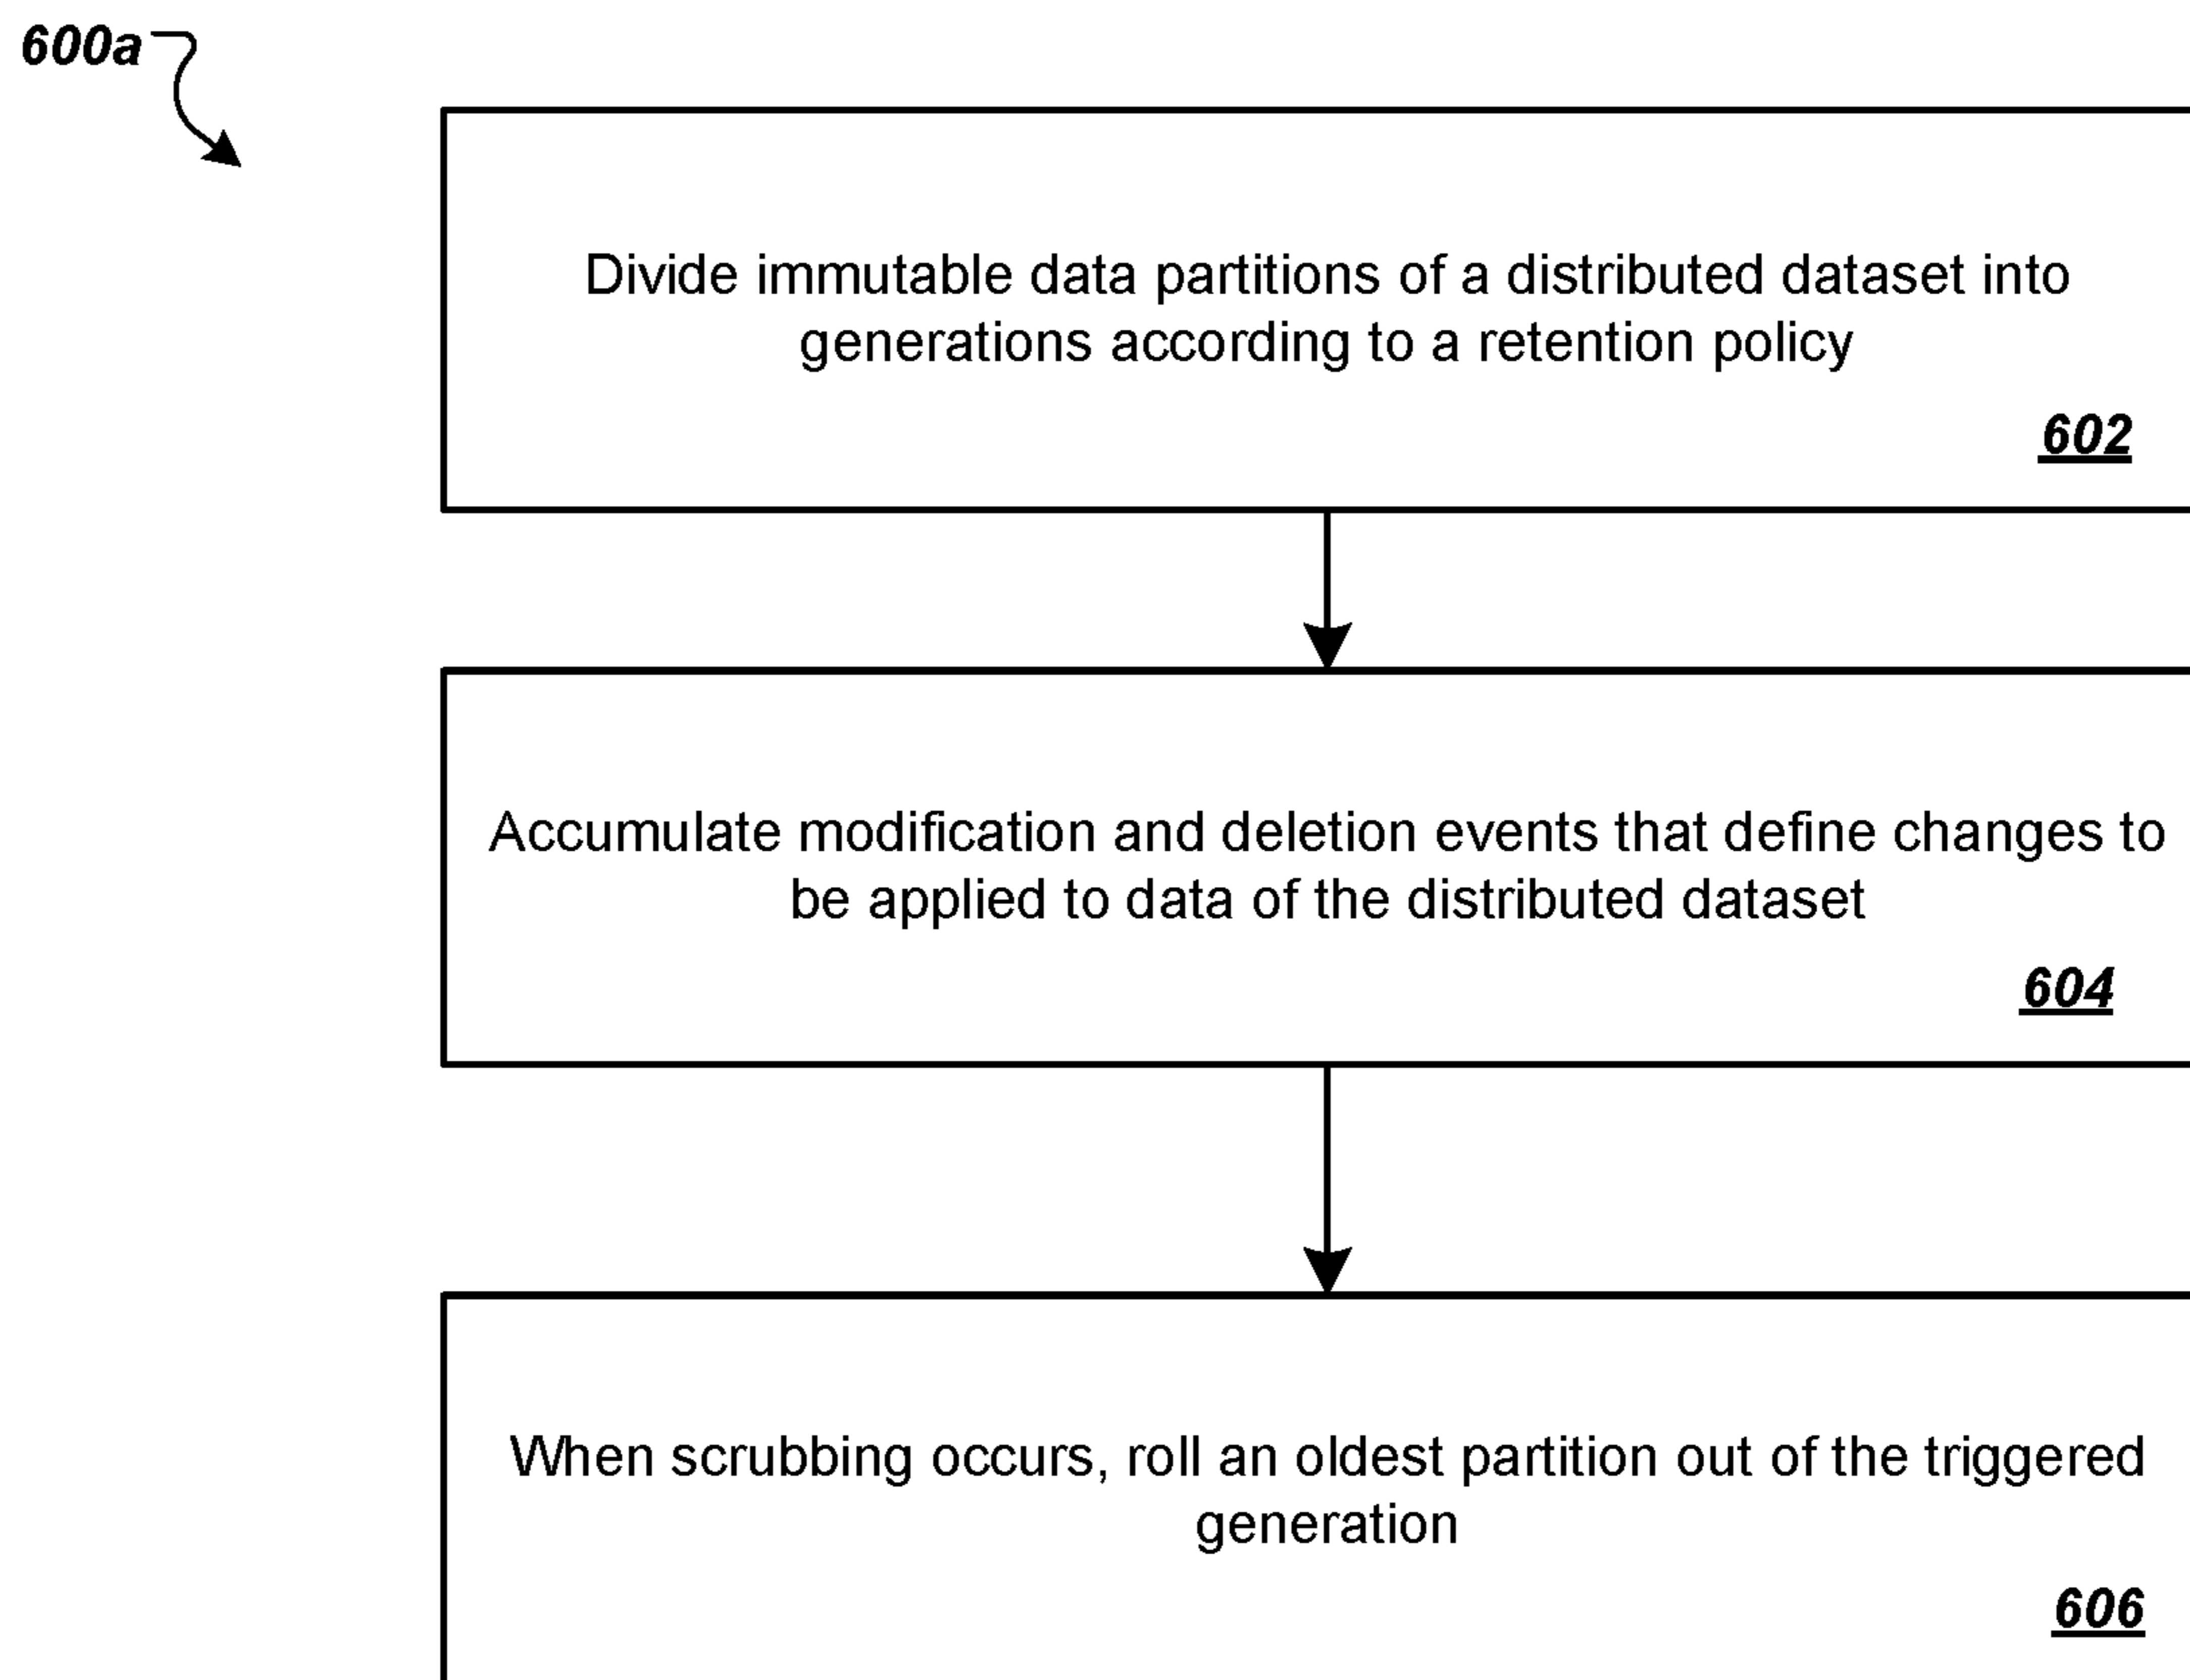 600a
Divide immutable data partitions of a distributed dataset into
generations according to a retention policy
602
Accumulate modification and deletion events that define changes to
be applied to data of the distributed dataset
604
When scrubbing occurs, roll an oldest partition out of the triggered
generation
606